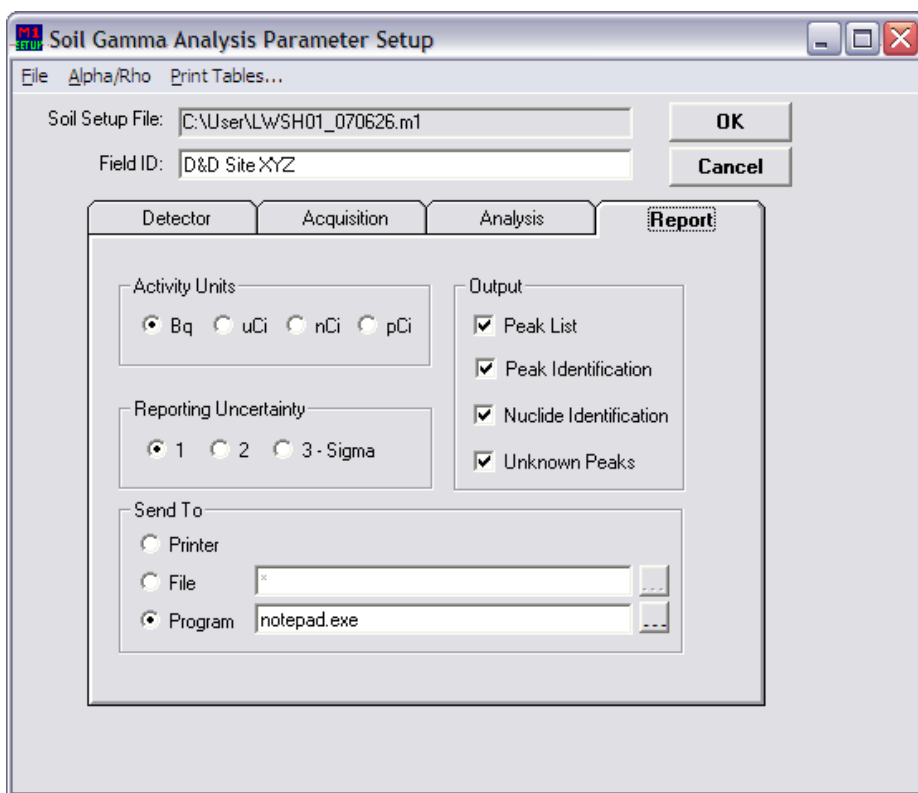 M1
SETUP
Soil Gamma Analysis Parameter Setup
File Alpha/Rho Print Tables...
Soil Setup File: C:\User\LWSH01_070626.m1 OK
Field ID: D&D Site XYZ Cancel
Detector Acquisition Analysis Report
Activity Units
Bq uCi nCi pCi
Reporting Uncertainty
1 2 3 - Sigma
Output
Peak List
Peak Identification
Nuclide Identification
Unknown Peaks
Send To
Printer
File * ...
Program notepad.exe ...